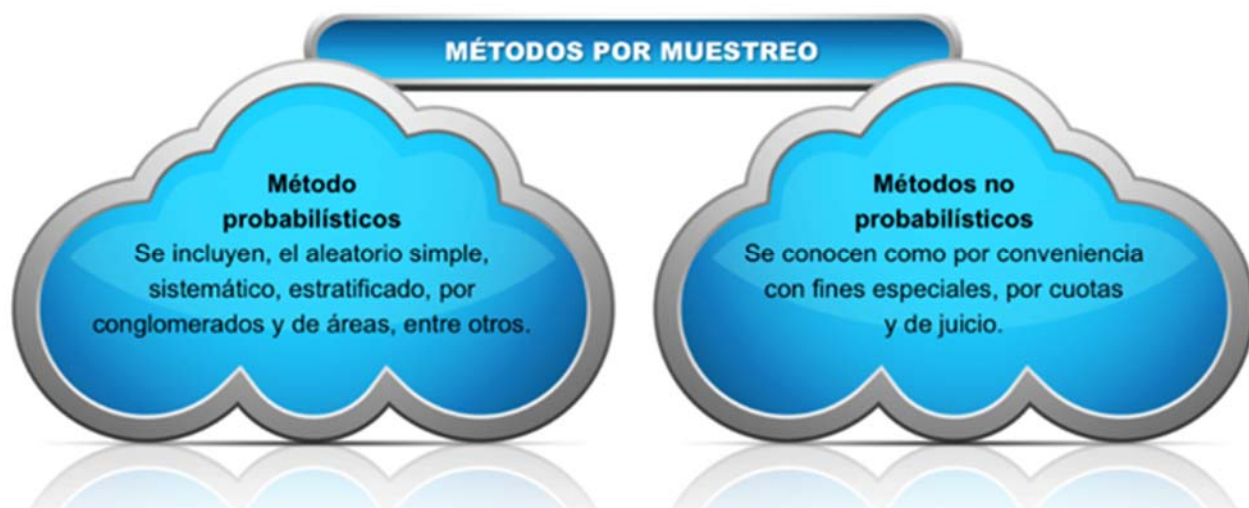 MÉTODOS POR MUESTREO
Método
probabilísticos
Se incluyen, el aleatorio simple,
sistemático, estratificado, por
conglomerados y de áreas, entre otros.
Métodos no
probabilísticos
Se conocen como por conveniencia
con fines especiales, por cuotas
y de juicio.